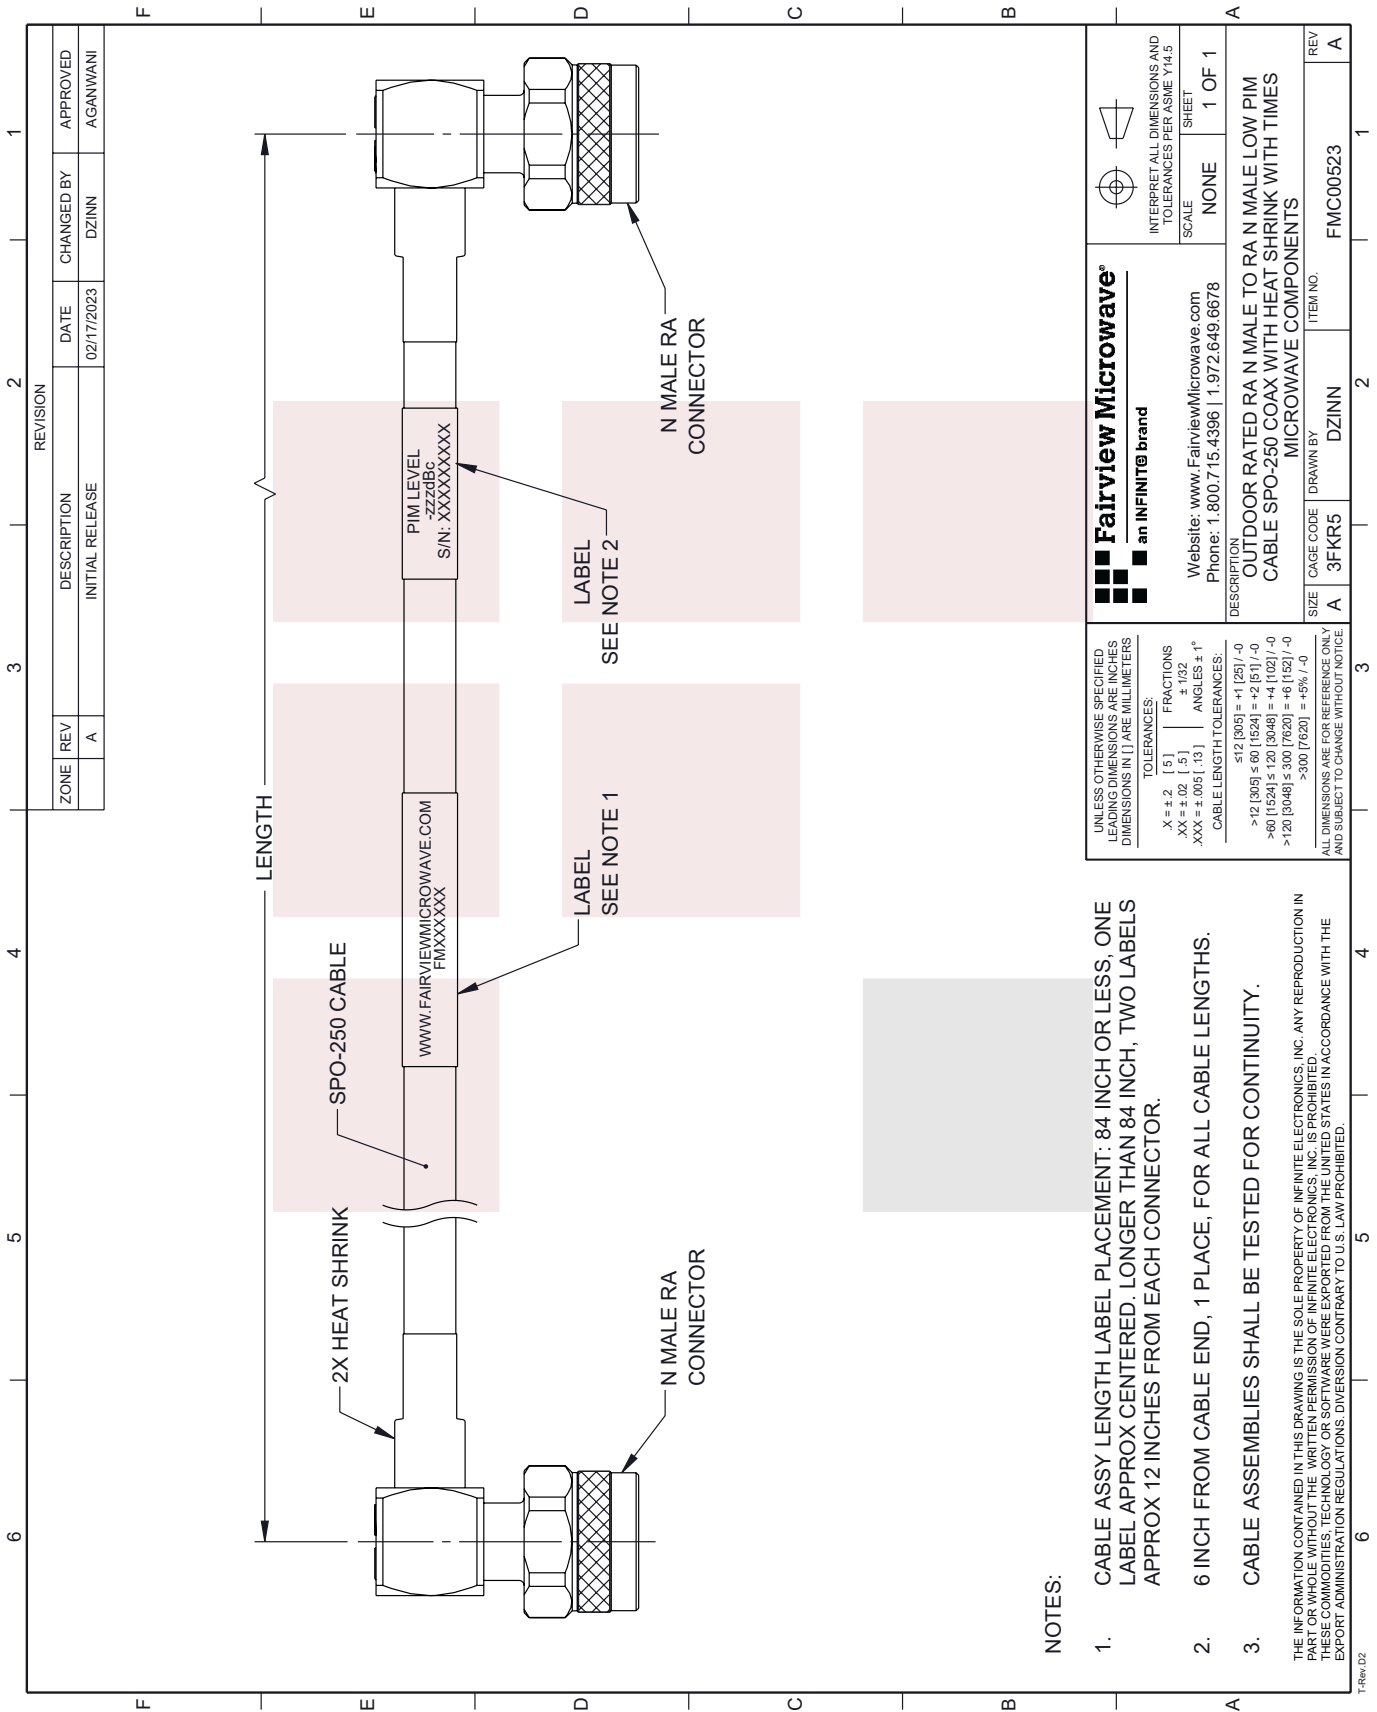 REVISION
ZONE REV DESCRIPTION DATE CHANGED BY APPROVED
A INITIAL RELEASE 02/17/2023 DZINN AGANWANI
6 5 4 3 2 1
F F
E E
D D
C C
B B
A A
LENGTH
2X HEAT SHRINK
SPO-250 CABLE
WWW.FAIRVIEWMICROWAVE.COM
FMXXXXXX
PIM LEVEL
-zzzdBc
S/N: XXXXXXXXX
LABEL
SEE NOTE 1
LABEL
SEE NOTE 2
N MALE RA
CONNECTOR
N MALE RA
CONNECTOR
NOTES:
1. CABLE ASSY LENGTH LABEL PLACEMENT: 84 INCH OR LESS, ONE
LABEL APPROX CENTERED. LONGER THAN 84 INCH, TWO LABELS
APPROX 12 INCHES FROM EACH CONNECTOR.
2. 6 INCH FROM CABLE END, 1 PLACE, FOR ALL CABLE LENGTHS.
3. CABLE ASSEMBLIES SHALL BE TESTED FOR CONTINUITY.
THE INFORMATION CONTAINED IN THIS DRAWING IS THE SOLE PROPERTY OF INFINITE ELECTRONICS, INC. ANY REPRODUCTION IN
PART OR WHOLE WITHOUT THE WRITTEN PERMISSION OF INFINITE ELECTRONICS, INC. IS PROHIBITED.
THESE COMMODITIES, TECHNOLOGY OR SOFTWARE WERE EXPORTED FROM THE UNITED STATES IN ACCORDANCE WITH THE
EXPORT ADMINISTRATION REGULATIONS. DIVERSION CONTRARY TO U.S. LAW PROHIBITED.
UNLESS OTHERWISE SPECIFIED
LEADING DIMENSIONS ARE INCHES
DIMENSIONS IN [ ] ARE MILLIMETERS
TOLERANCES:
.X = ± .2 [ 5 ] FRACTIONS
.XX = ± .02 [ .5 ] ± 1/32
.XXX = ± .005 [ .13 ] ANGLES ± 1°
CABLE LENGTH TOLERANCES:
≤12 [305] = +1 [25] / -0
>12 [305] ≤ 60 [1524] = +2 [51] / -0
>60 [1524] ≤ 120 [3048] = +4 [102] / -0
>120 [3048] ≤ 300 [7620] = +6 [152] / -0
>300 [7620] = +5% / -0
ALL DIMENSIONS ARE FOR REFERENCE ONLY
AND SUBJECT TO CHANGE WITHOUT NOTICE.
Fairview Microwave®
an INFINIT® brand
Website: www.FairviewMicrowave.com
Phone: 1.800.715.4396 | 1.972.649.6678
INTERPRET ALL DIMENSIONS AND
TOLERANCES PER ASME Y14.5
SCALE NONE
SHEET 1 OF 1
DESCRIPTION
OUTDOOR RATED RA N MALE TO RA N MALE LOW PIM
CABLE SPO-250 COAX WITH HEAT SHRINK WITH TIMES
MICROWAVE COMPONENTS
SIZE CAGE CODE DRAWN BY ITEM NO. REV
A 3FKR5 DZINN FMC00523 A
6 5 4 3 2 1
T-Rev.D2